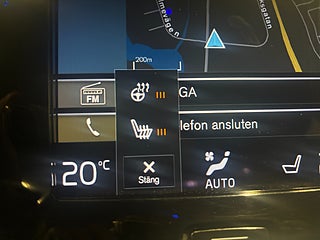 200m
FM
GA
lefon ansluten
20°C
Stäng
AUTO